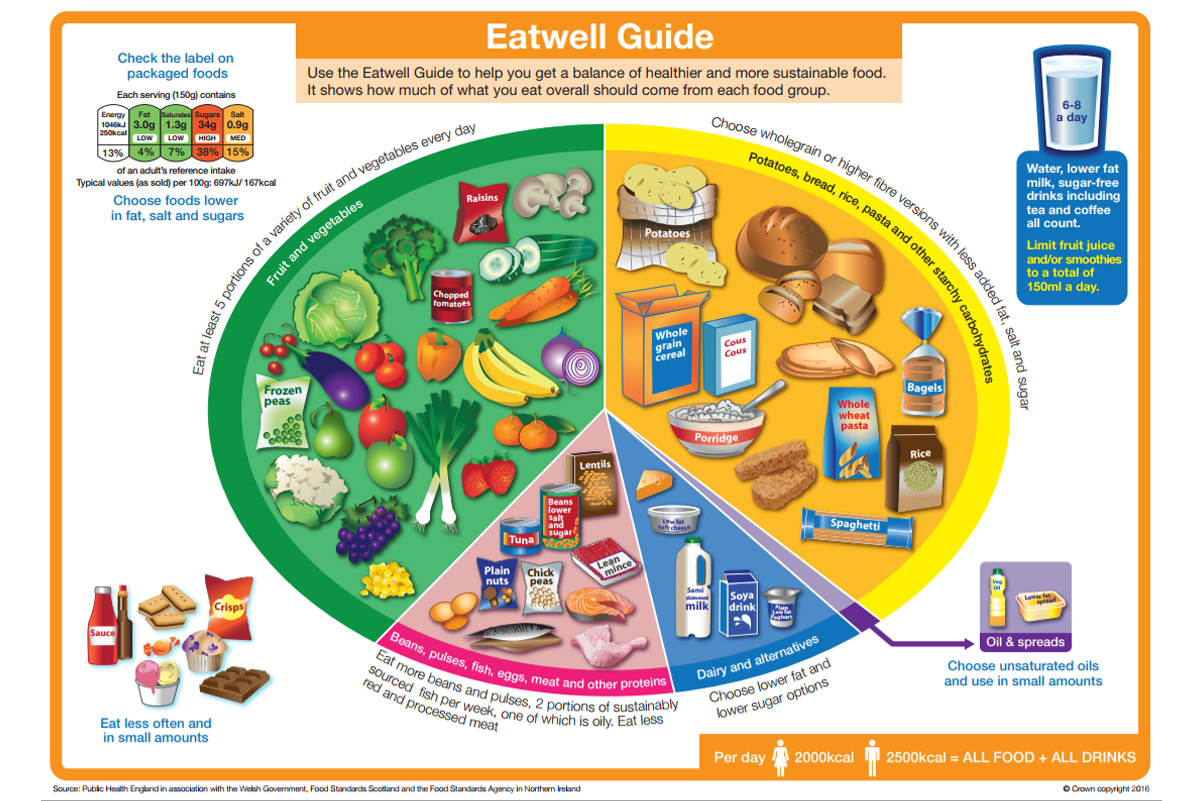 Eatwell Guide
Use the Eatwell Guide to help you get a balance of healthier and more sustainable food.
It shows how much of what you eat overall should come from each food group.
Check the label on
packaged foods
Each serving (150g) contains
Energy
1046kJ
250kcal
13%
Fat
3.0g
LOW
4%
Saturates
1.3g
LOW
7%
Sugars
34g
HIGH
38%
Salt
0.9g
MED
15%
of an adult's reference intake
Typical values (as sold) per 100g: 697kJ/ 167kcal
Choose foods lower
in fat, salt and sugars
6-8
a day
Water, lower fat
milk, sugar-free
drinks including
tea and coffee
all count.
Limit fruit juice
and/or smoothies
to a total of
150ml a day.
Eat at least 5 portions of a variety of fruit and vegetables every day
Fruit and vegetables
Raisins
Chopped
tomatoes
Frozen
peas
Choose wholegrain or higher fibre versions with less added fat, salt and sugar
Potatoes, bread, rice, pasta and other starchy carbohydrates
Potatoes
Whole
grain
cereal
Cous
Cous
Bagels
Whole
wheat
pasta
Porridge
Rice
Spaghetti
Lentils
Beans
lower
salt
and
sugar
Tuna
Plain
nuts
Chick
peas
Lean
mince
Beans, pulses, fish, eggs, meat and other proteins
Eat more beans and pulses, 2 portions of sustainably
sourced fish per week, one of which is oily. Eat less
red and processed meat
Low fat
soft cheese
Semi
skimmed
milk
Soya
drink
Plain
Low fat
Yoghurt
Dairy and alternatives
Choose lower fat and
lower sugar options
Veg
Oil
Lower fat
spread
Oil & spreads
Choose unsaturated oils
and use in small amounts
Sauce
Crisps
Eat less often and
in small amounts
Per day 2000kcal 2500kcal = ALL FOOD + ALL DRINKS
Source: Public Health England in association with the Welsh Government, Food Standards Scotland and the Food Standards Agency in Northern Ireland
© Crown copyright 2016